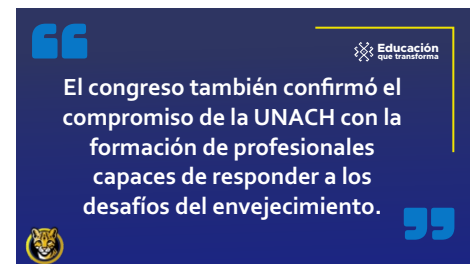 Educación
que transforma
El congreso también confirmó el
compromiso de la UNACH con la
formación de profesionales
capaces de responder a los
desafíos del envejecimiento.